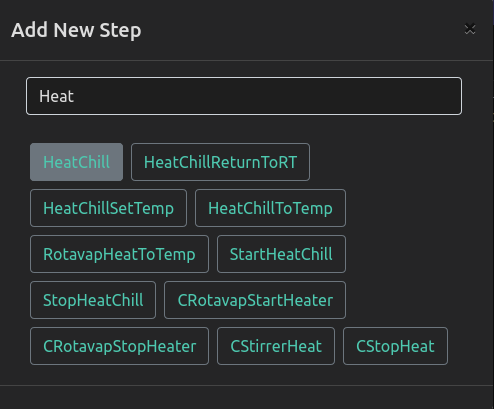 Add New Step
×
Heat
HeatChill HeatChillReturnToRT
HeatChillSetTemp HeatChillToTemp
RotavapHeatToTemp StartHeatChill
StopHeatChill CRotavapStartHeater
CRotavapStopHeater CStirrerHeat CStopHeat